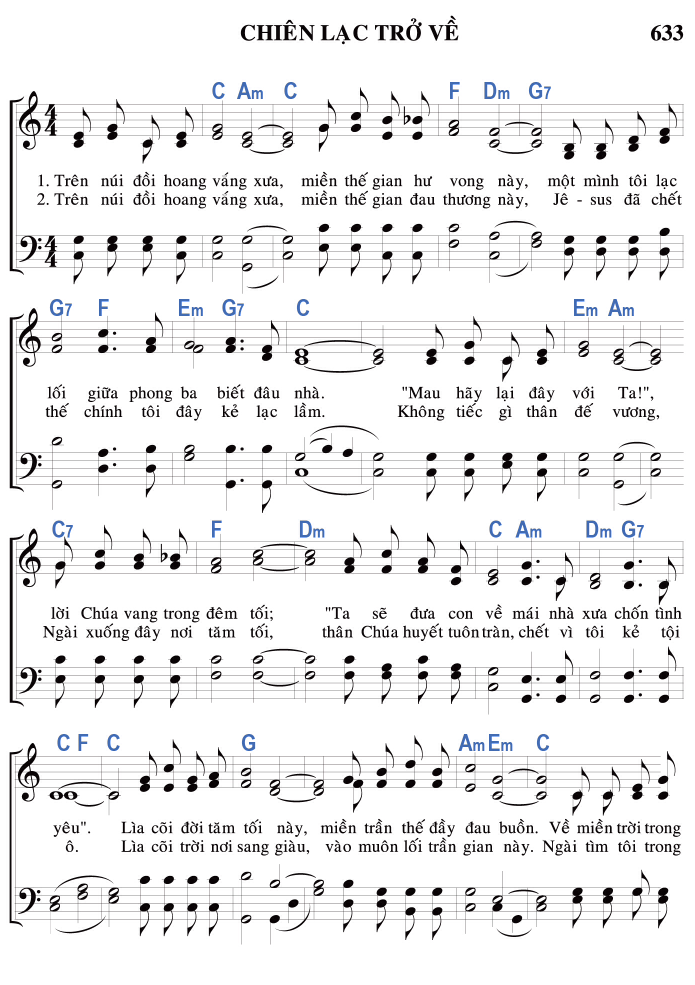 CHIÊN LẠC TRỞ VỀ 633
C Am C F Dm G7
1. Trên núi đồi hoang vắng xưa, miền thế gian hư vong này, một mình tôi lạc
2. Trên núi đồi hoang vắng xưa, miền thế gian đau thương này, Jê - sus đã chết
G7 F Em G7 C Em Am
lối giữa phong ba biết đâu nhà. "Mau hãy lại đây với Ta!",
thế chính tôi đây kẻ lạc lầm. Không tiếc gì thân đế vương,
C7 F Dm C Am Dm G7
lời Chúa vang trong đêm tối; "Ta sẽ đưa con về mái nhà xưa chốn tình
Ngài xuống đây nơi tăm tối, thân Chúa huyết tuôn tràn, chết vì tôi kẻ tội
C F C G Am Em C
yêu". Lìa cõi đời tăm tối này, miền trần thế đầy đau buồn. Về miền trời trong
ô. Lìa cõi trời nơi sang giàu, vào muôn lối trần gian này. Ngài tìm tôi trong